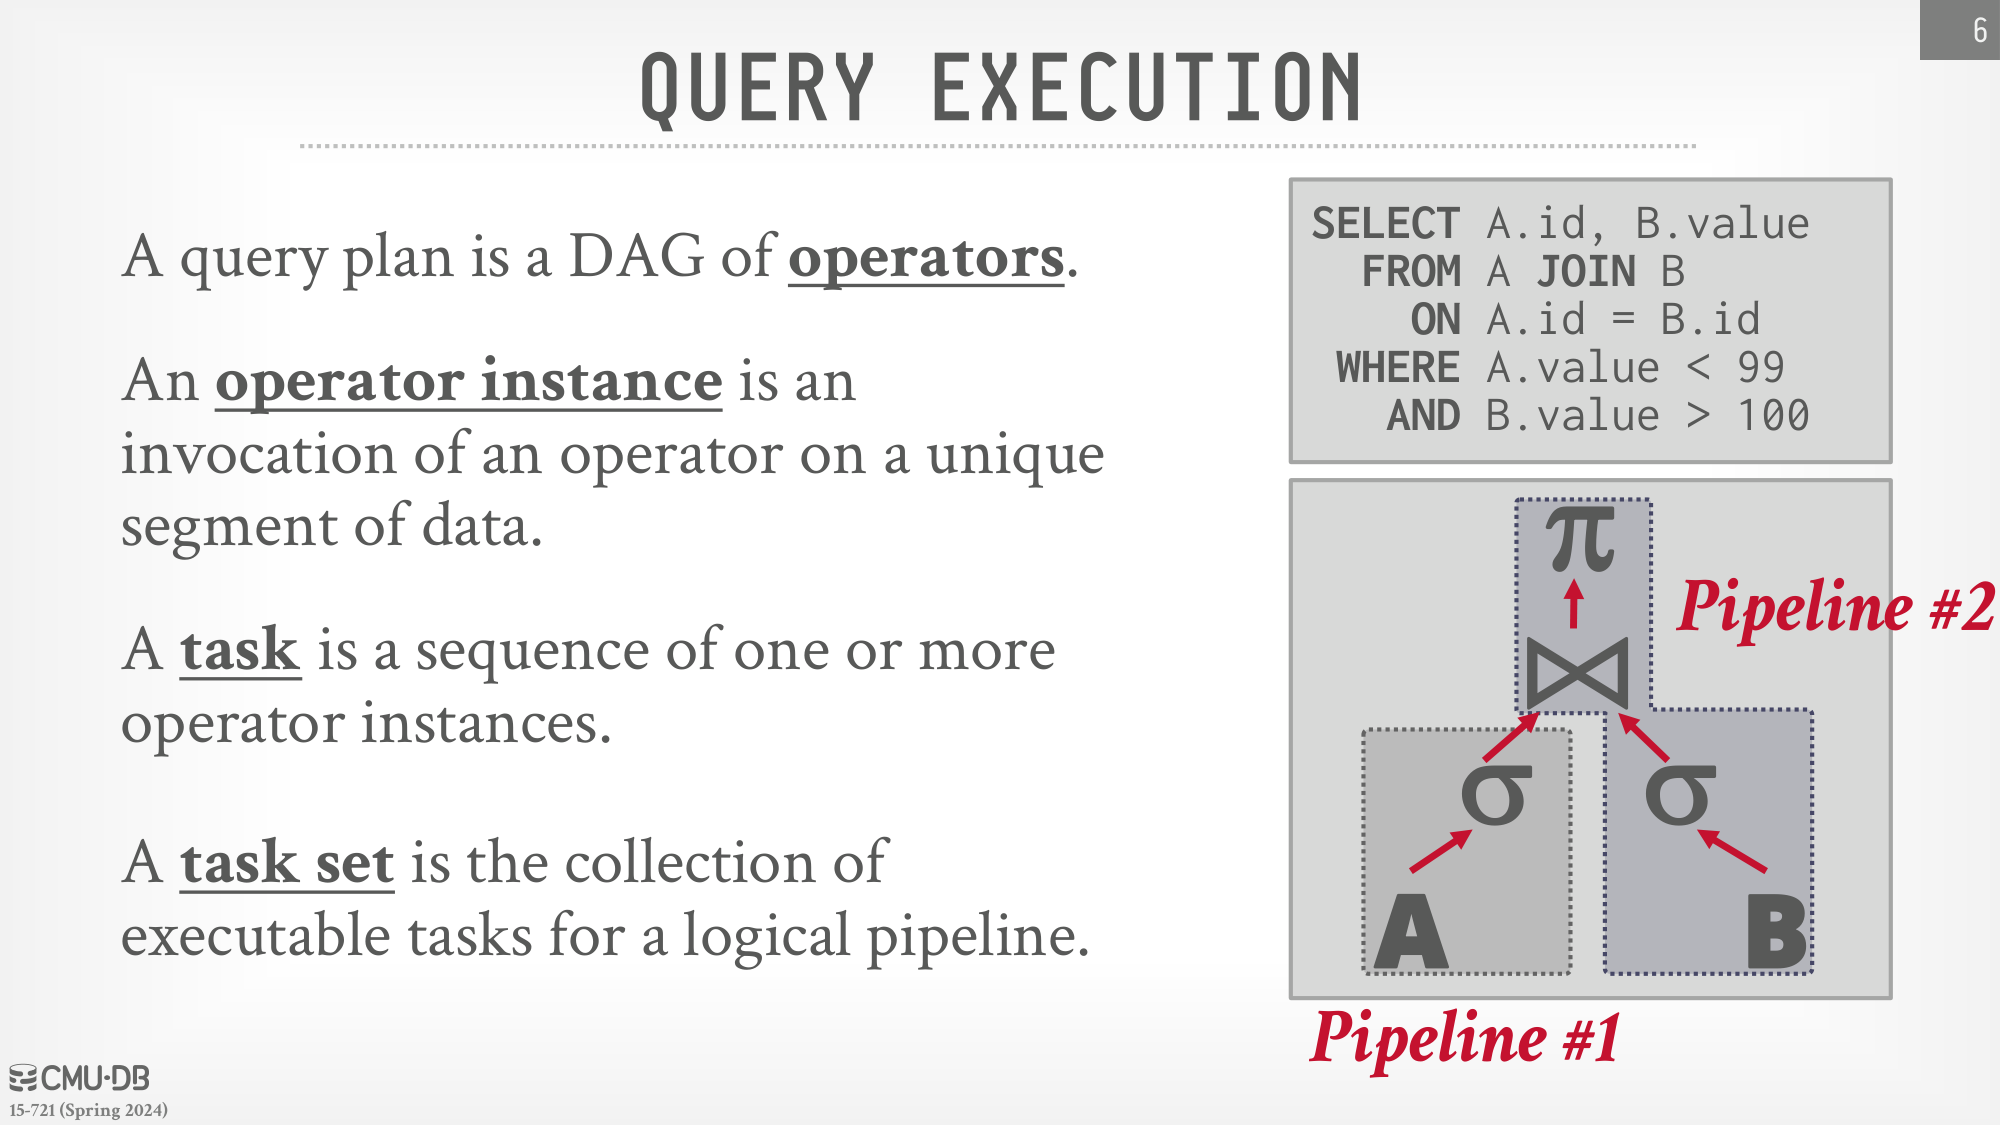 6
QUERY EXECUTION
A query plan is a DAG of operators.
An operator instance is an
invocation of an operator on a unique
segment of data.
A task is a sequence of one or more
operator instances.
A task set is the collection of
executable tasks for a logical pipeline.
SELECT A.id, B.value
FROM A JOIN B
ON A.id = B.id
WHERE A.value < 99
AND B.value > 100
π
Pipeline #2
⋈
σ σ
A B
Pipeline #1
CMU·DB
15-721 (Spring 2024)